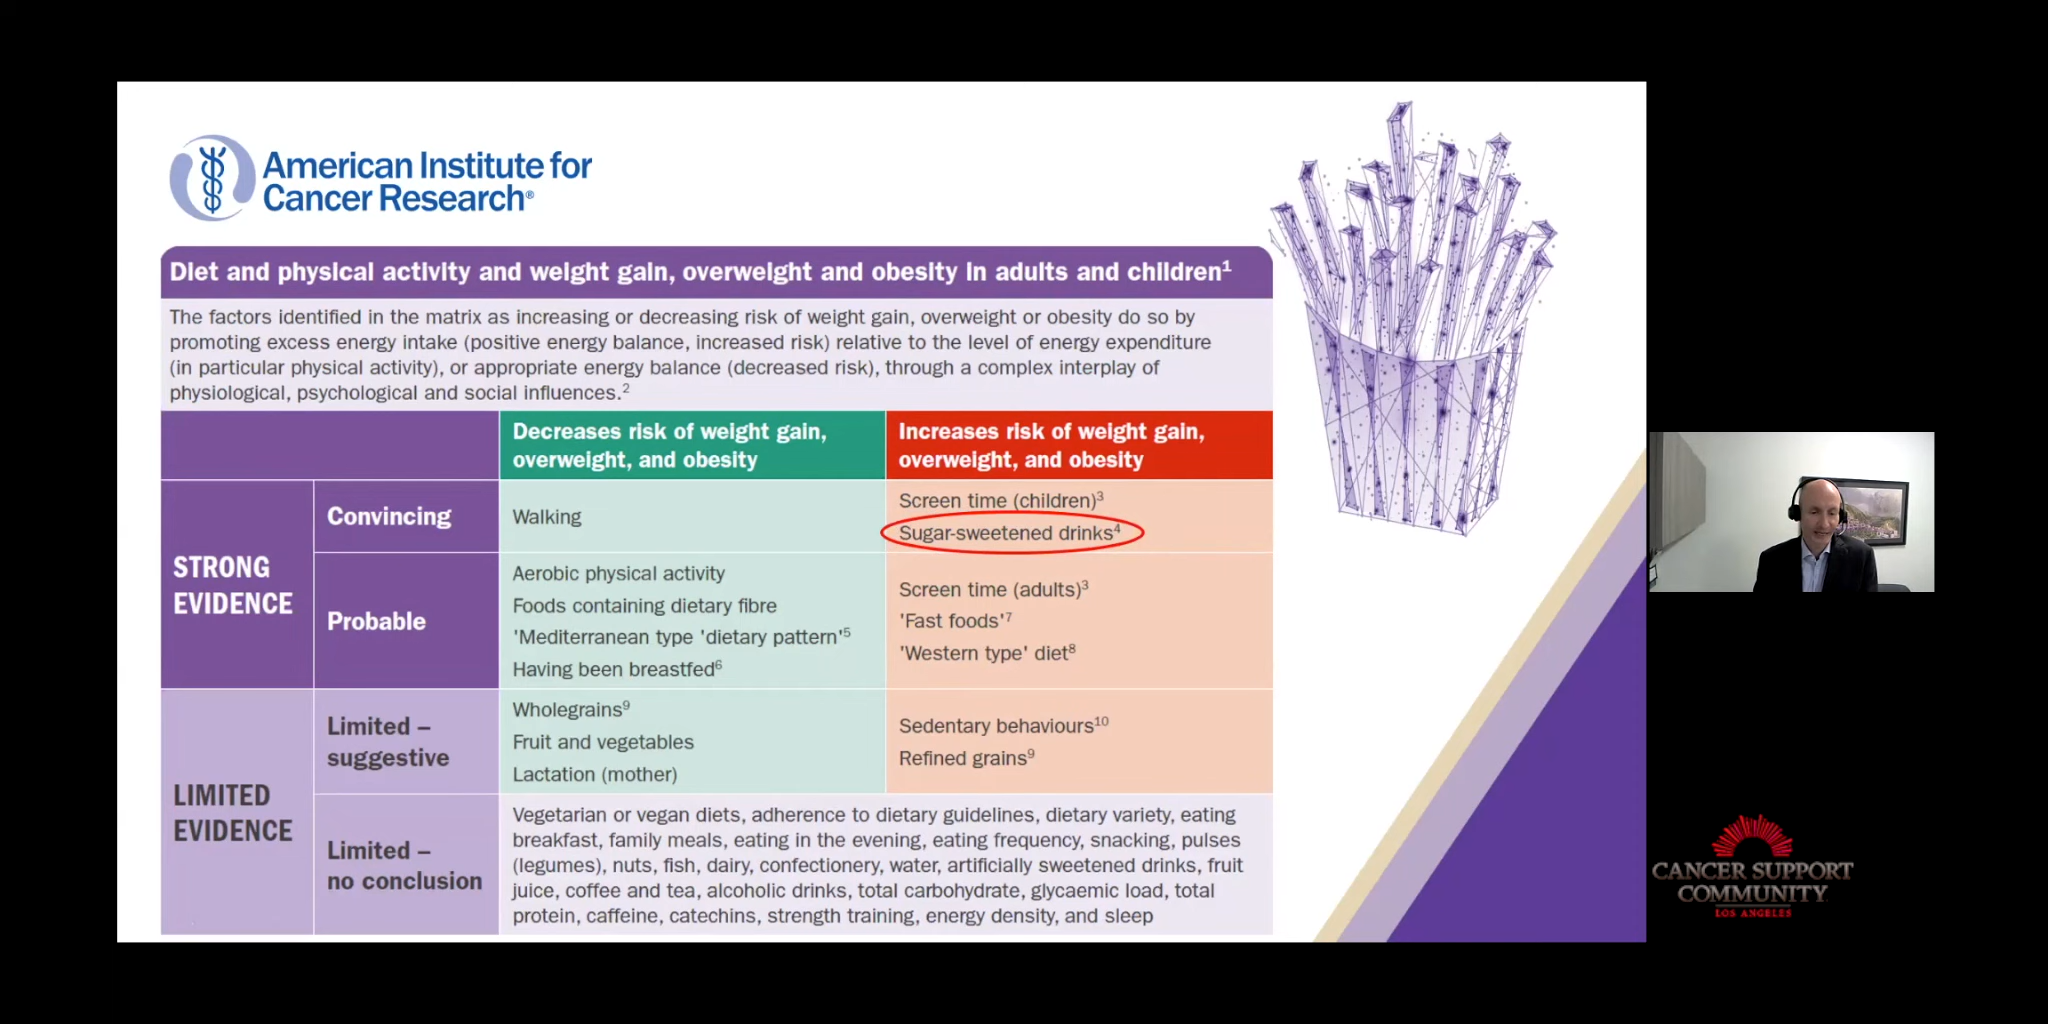 American Institute for
Cancer Research®
Diet and physical activity and weight gain, overweight and obesity in adults and children¹
The factors identified in the matrix as increasing or decreasing risk of weight gain, overweight or obesity do so by
promoting excess energy intake (positive energy balance, increased risk) relative to the level of energy expenditure
(in particular physical activity), or appropriate energy balance (decreased risk), through a complex interplay of
physiological, psychological and social influences.²
Decreases risk of weight gain,
overweight, and obesity
Increases risk of weight gain,
overweight, and obesity
STRONG
EVIDENCE
Convincing
Walking
Screen time (children)³
Sugar-sweetened drinks⁴
Probable
Aerobic physical activity
Foods containing dietary fibre
'Mediterranean type 'dietary pattern'⁵
Having been breastfed⁶
Screen time (adults)³
'Fast foods'⁷
'Western type' diet⁸
LIMITED
EVIDENCE
Limited –
suggestive
Wholegrains⁹
Fruit and vegetables
Lactation (mother)
Sedentary behaviours¹⁰
Refined grains⁹
Limited –
no conclusion
Vegetarian or vegan diets, adherence to dietary guidelines, dietary variety, eating
breakfast, family meals, eating in the evening, eating frequency, snacking, pulses
(legumes), nuts, fish, dairy, confectionery, water, artificially sweetened drinks, fruit
juice, coffee and tea, alcoholic drinks, total carbohydrate, glycaemic load, total
protein, caffeine, catechins, strength training, energy density, and sleep
CANCER SUPPORT
COMMUNITY
LOS ANGELES